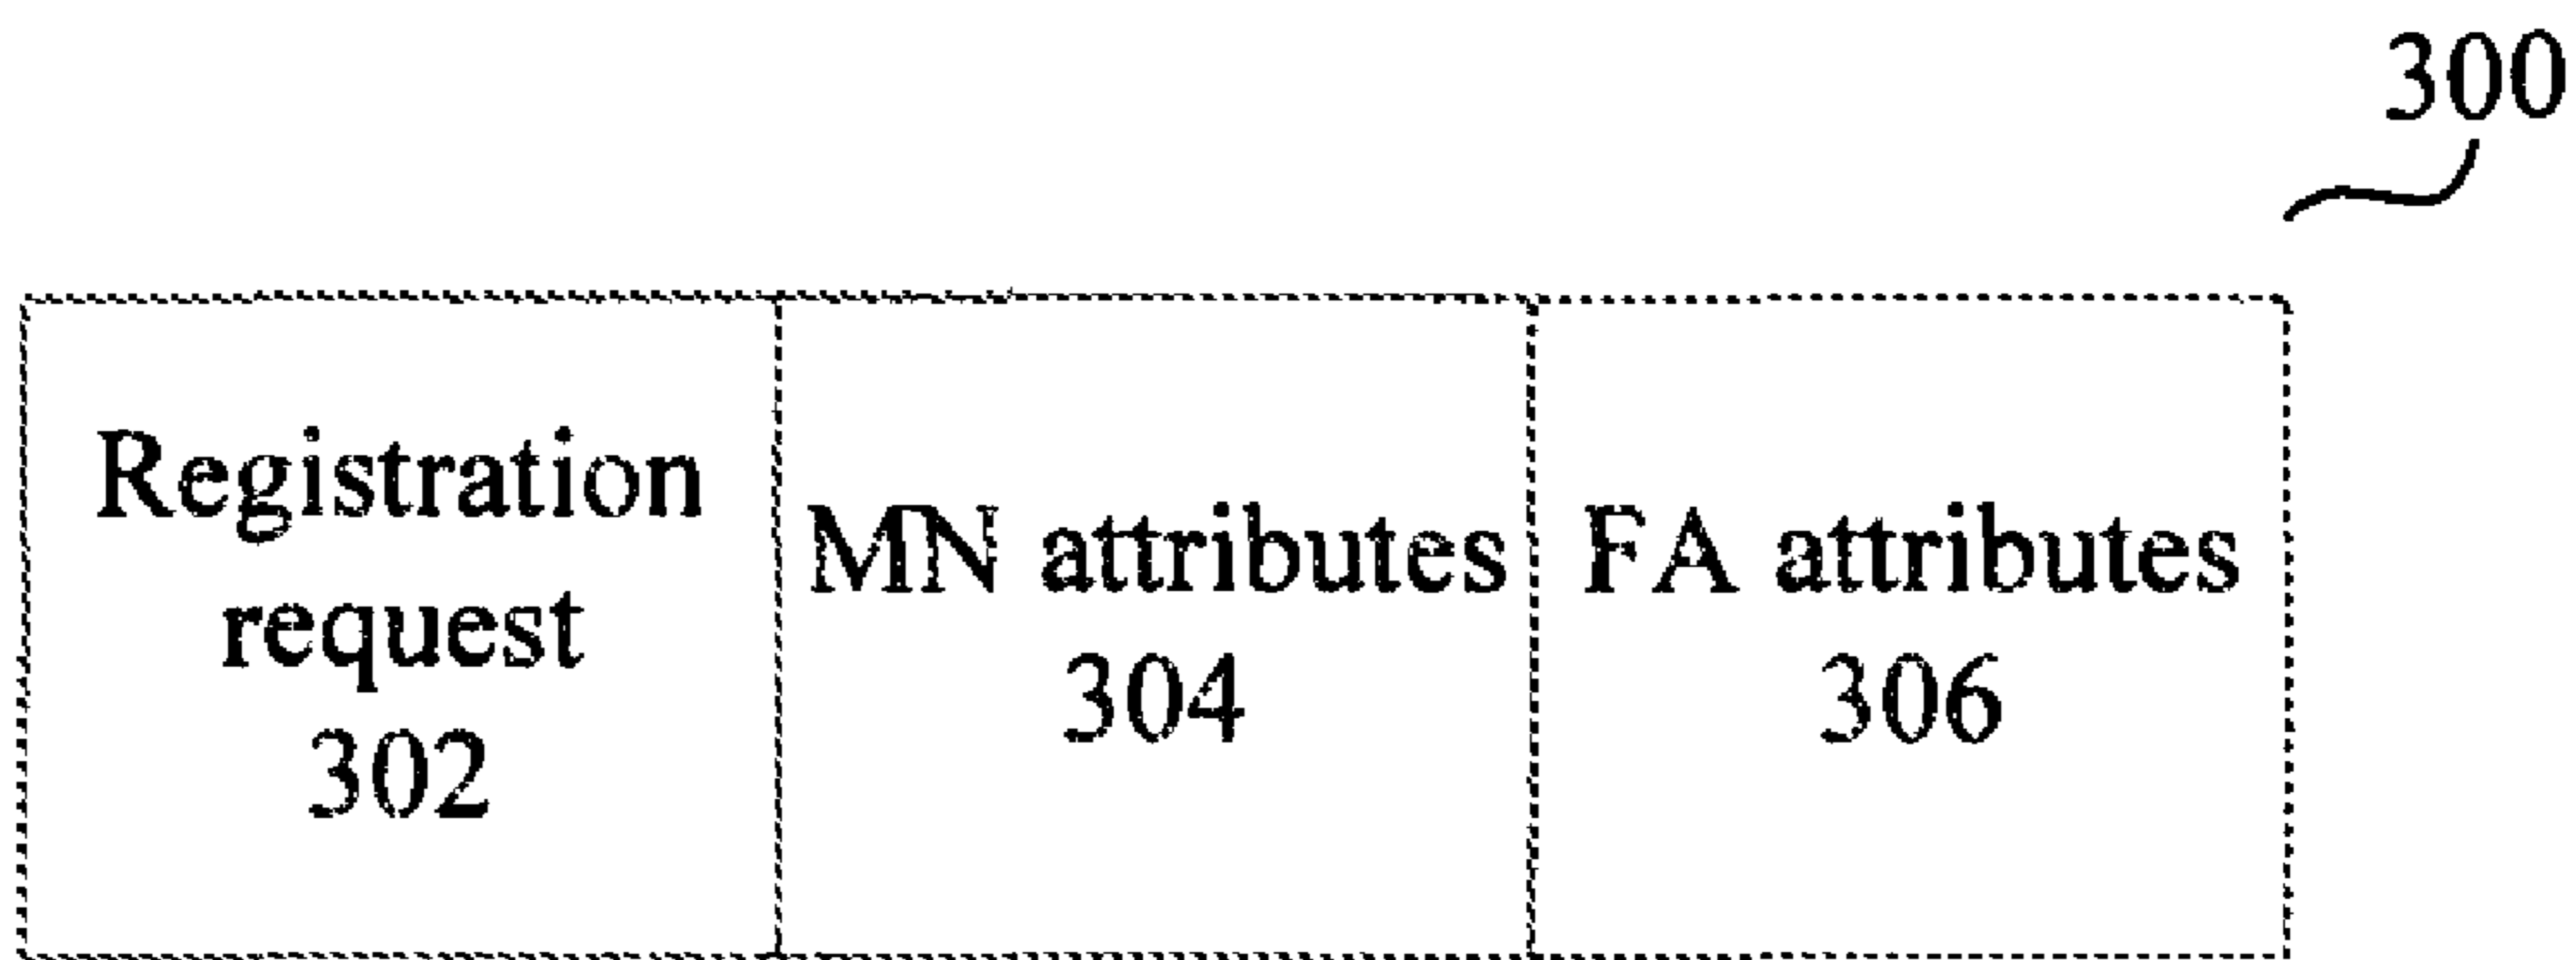 300
Registration
request
302
MN attributes
304
FA attributes
306